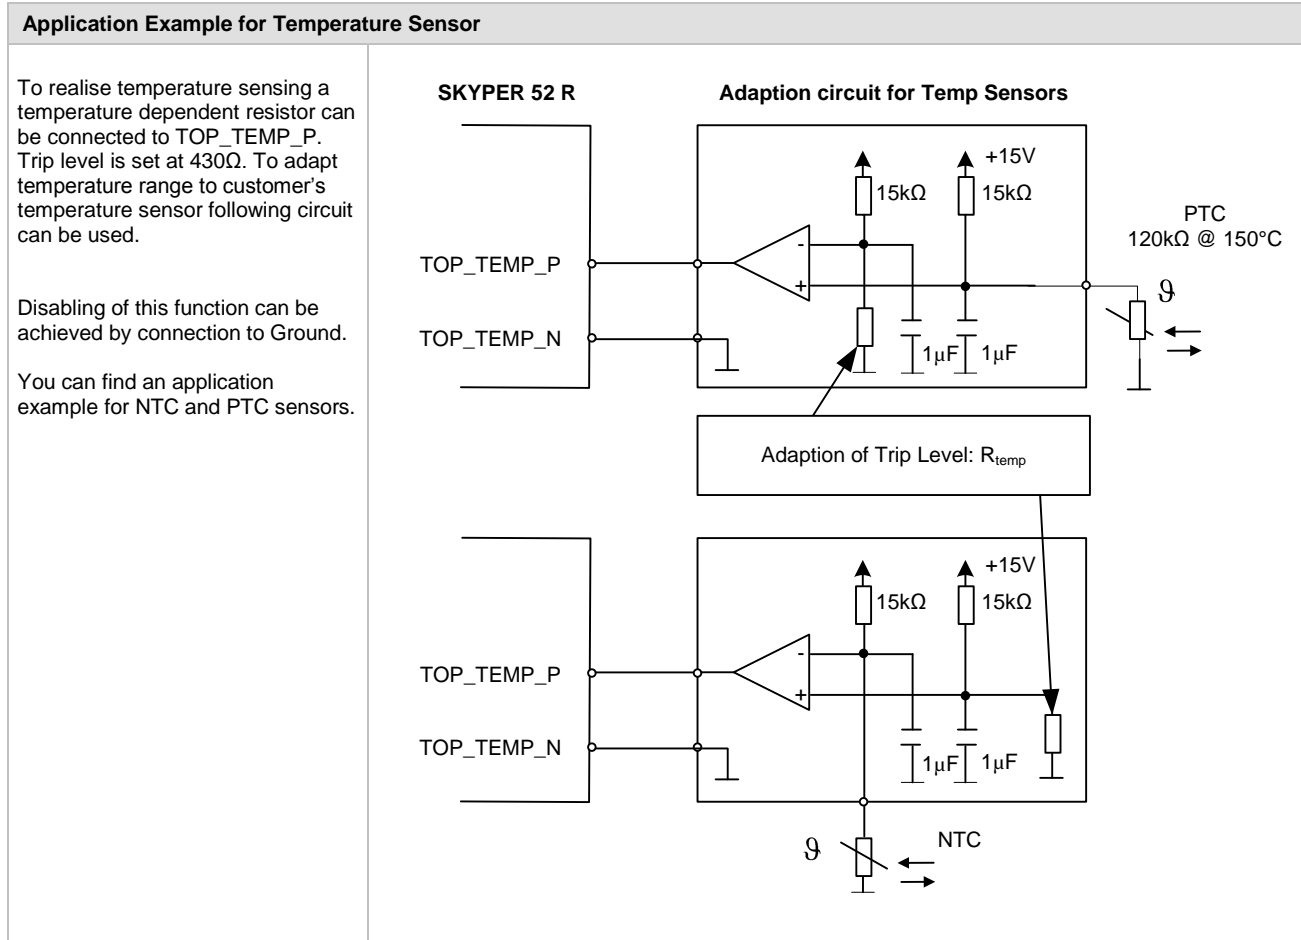 Application Example for Temperature Sensor
To realise temperature sensing a
temperature dependent resistor can
be connected to TOP_TEMP_P.
Trip level is set at 430Ω. To adapt
temperature range to customer's
temperature sensor following circuit
can be used.
Disabling of this function can be
achieved by connection to Ground.
You can find an application
example for NTC and PTC sensors.
SKYPER 52 R
Adaption circuit for Temp Sensors
+15V
15kΩ
15kΩ
PTC
120kΩ @ 150°C
-
TOP_TEMP_P
+
ϑ
TOP_TEMP_N
1μF
1μF
Adaption of Trip Level: Rtemp
+15V
15kΩ
15kΩ
-
TOP_TEMP_P
+
TOP_TEMP_N
1μF
1μF
ϑ
NTC